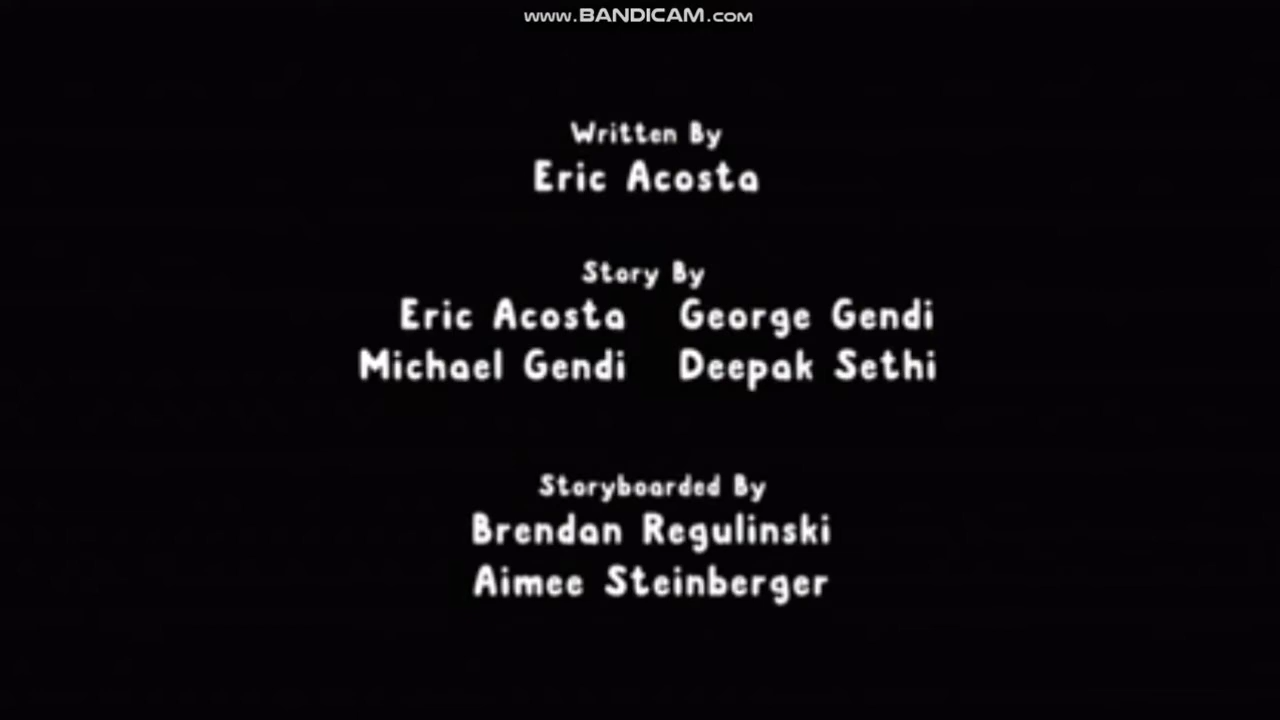 www.BANDICAM.com
Written By
Eric Acosta
Story By
Eric Acosta George Gendi
Michael Gendi Deepak Sethi
Storyboarded By
Brendan Regulinski
Aimee Steinberger